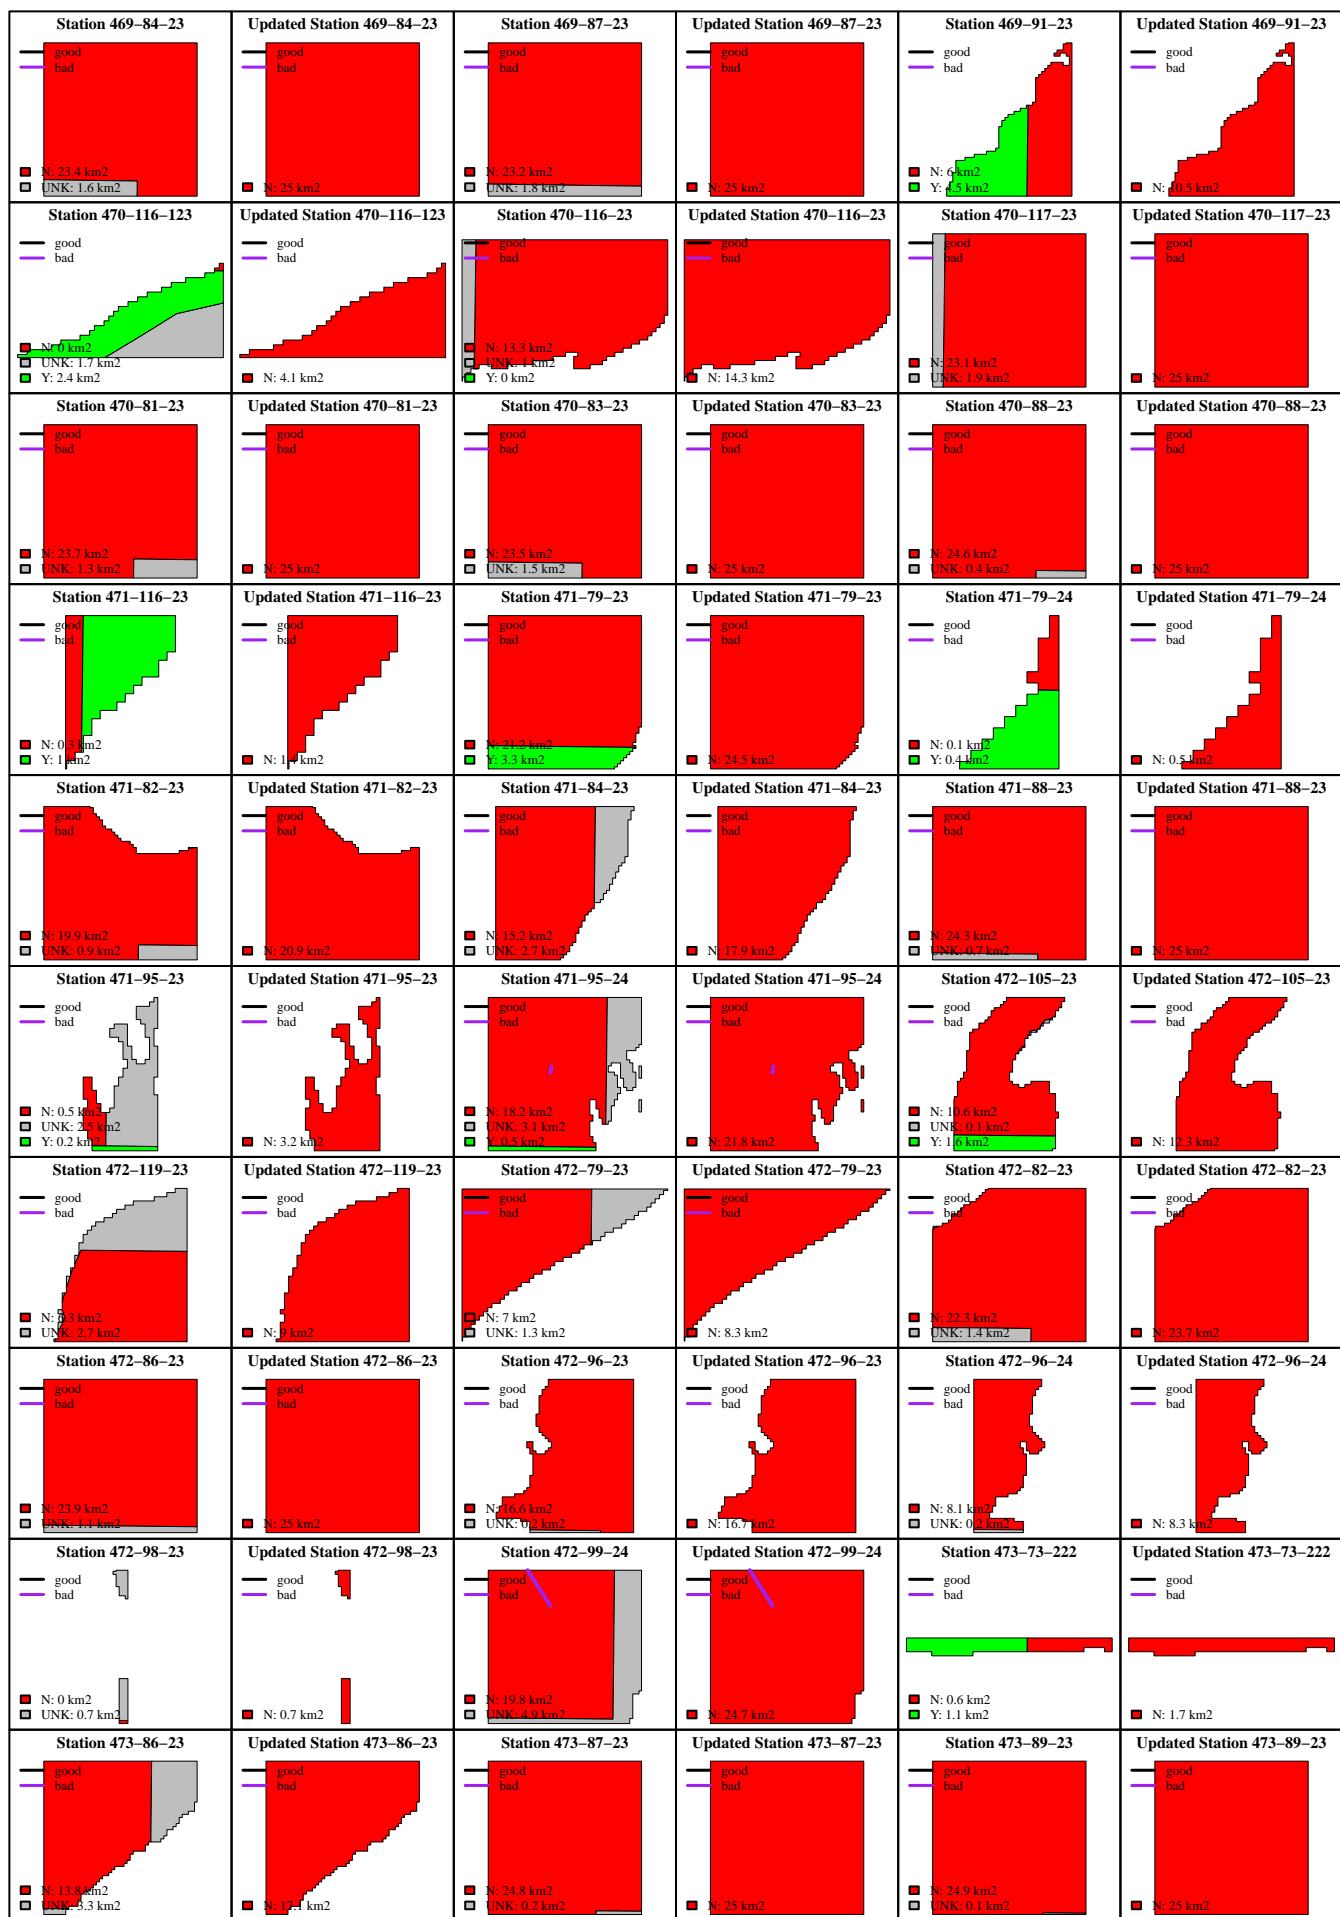 Station 469−84−23
good
bad
N: 23.4 km2
UNK: 1.6 km2
Updated Station 469−84−23
good
bad
N: 25 km2
Station 469−87−23
good
bad
N: 23.2 km2
UNK: 1.8 km2
Updated Station 469−87−23
good
bad
N: 25 km2
Station 469−91−23
good
bad
N: 6 km2
Y: 4.5 km2
Updated Station 469−91−23
good
bad
N: 10.5 km2
Station 470−116−123
good
bad
N: 0 km2
UNK: 1.7 km2
Y: 2.4 km2
Updated Station 470−116−123
good
bad
N: 4.1 km2
Station 470−116−23
good
bad
N: 13.3 km2
UNK: 1 km2
Y: 0 km2
Updated Station 470−116−23
good
bad
N: 14.3 km2
Station 470−117−23
good
bad
N: 23.1 km2
UNK: 1.9 km2
Updated Station 470−117−23
good
bad
N: 25 km2
Station 470−81−23
good
bad
N: 23.7 km2
UNK: 1.3 km2
Updated Station 470−81−23
good
bad
N: 25 km2
Station 470−83−23
good
bad
N: 23.5 km2
UNK: 1.5 km2
Updated Station 470−83−23
good
bad
N: 25 km2
Station 470−88−23
good
bad
N: 24.6 km2
UNK: 0.4 km2
Updated Station 470−88−23
good
bad
N: 25 km2
Station 471−116−23
good
bad
N: 0.3 km2
Y: 1 km2
Updated Station 471−116−23
good
bad
N: 1.4 km2
Station 471−79−23
good
bad
N: 21.2 km2
Y: 3.3 km2
Updated Station 471−79−23
good
bad
N: 24.5 km2
Station 471−79−24
good
bad
N: 0.1 km2
Y: 0.4 km2
Updated Station 471−79−24
good
bad
N: 0.5 km2
Station 471−82−23
good
bad
N: 19.9 km2
UNK: 0.9 km2
Updated Station 471−82−23
good
bad
N: 20.9 km2
Station 471−84−23
good
bad
N: 15.2 km2
UNK: 2.7 km2
Updated Station 471−84−23
good
bad
N: 17.9 km2
Station 471−88−23
good
bad
N: 24.3 km2
UNK: 0.7 km2
Updated Station 471−88−23
good
bad
N: 25 km2
Station 471−95−23
good
bad
N: 0.5 km2
UNK: 2.5 km2
Y: 0.2 km2
Updated Station 471−95−23
good
bad
N: 3.2 km2
Station 471−95−24
good
bad
N: 18.2 km2
UNK: 3.1 km2
Y: 0.5 km2
Updated Station 471−95−24
good
bad
N: 21.8 km2
Station 472−105−23
good
bad
N: 10.6 km2
UNK: 0.1 km2
Y: 1.6 km2
Updated Station 472−105−23
good
bad
N: 12.3 km2
Station 472−119−23
good
bad
N: 6.3 km2
UNK: 2.7 km2
Updated Station 472−119−23
good
bad
N: 9 km2
Station 472−79−23
good
bad
N: 7 km2
UNK: 1.3 km2
Updated Station 472−79−23
good
bad
N: 8.3 km2
Station 472−82−23
good
bad
N: 22.3 km2
UNK: 1.4 km2
Updated Station 472−82−23
good
bad
N: 23.7 km2
Station 472−86−23
good
bad
N: 23.9 km2
UNK: 1.1 km2
Updated Station 472−86−23
good
bad
N: 25 km2
Station 472−96−23
good
bad
N: 16.6 km2
UNK: 0.2 km2
Updated Station 472−96−23
good
bad
N: 16.7 km2
Station 472−96−24
good
bad
N: 8.1 km2
UNK: 0.2 km2
Updated Station 472−96−24
good
bad
N: 8.3 km2
Station 472−98−23
good
bad
N: 0 km2
UNK: 0.7 km2
Updated Station 472−98−23
good
bad
N: 0.7 km2
Station 472−99−24
good
bad
N: 19.8 km2
UNK: 4.9 km2
Updated Station 472−99−24
good
bad
N: 24.7 km2
Station 473−73−222
good
bad
N: 0.6 km2
Y: 1.1 km2
Updated Station 473−73−222
good
bad
N: 1.7 km2
Station 473−86−23
good
bad
N: 13.8 km2
UNK: 3.3 km2
Updated Station 473−86−23
good
bad
N: 17.1 km2
Station 473−87−23
good
bad
N: 24.8 km2
UNK: 0.2 km2
Updated Station 473−87−23
good
bad
N: 25 km2
Station 473−89−23
good
bad
N: 24.9 km2
UNK: 0.1 km2
Updated Station 473−89−23
good
bad
N: 25 km2